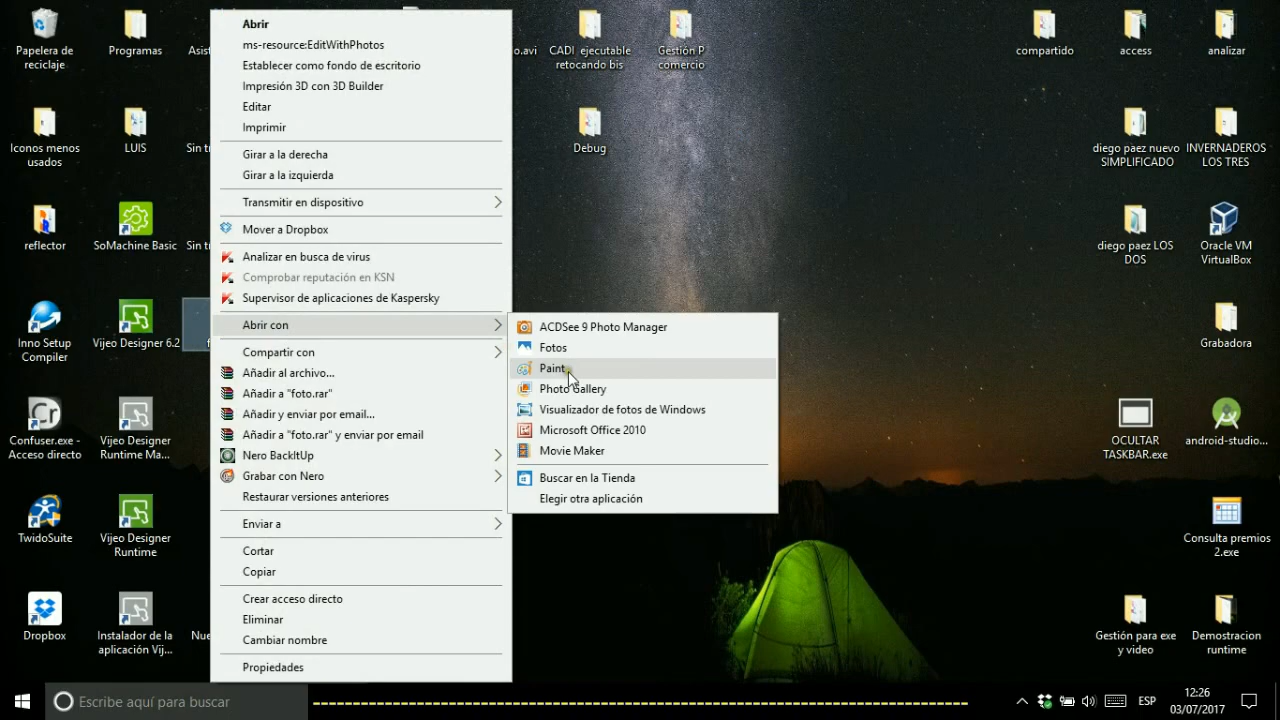 Papelera de
reciclaje
Programas
Asist
o.avi
CADI ejecutable
retocando bis
Gestión P
comercio
compartido
access
analizar
Iconos menos
usados
LUIS
Sin tr
Debug
diego paez nuevo
SIMPLIFICADO
INVERNADEROS
LOS TRES
reflector
SoMachine Basic
Sin tr
diego paez LOS
DOS
Oracle VM
VirtualBox
Inno Setup
Compiler
Vijeo Designer 6.2
f
Grabadora
Confuser.exe -
Acceso directo
Vijeo Designer
Runtime Ma...
OCULTAR
TASKBAR.exe
android-studio...
TwidoSuite
Vijeo Designer
Runtime
Consulta premios
2.exe
Dropbox
Instalador de la
aplicación Vij...
Nue
Gestión para exe
y video
Demostracion
runtime
Abrir
ms-resource:EditWithPhotos
Establecer como fondo de escritorio
Impresión 3D con 3D Builder
Editar
Imprimir
Girar a la derecha
Girar a la izquierda
Transmitir en dispositivo
Mover a Dropbox
Analizar en busca de virus
Comprobar reputación en KSN
Supervisor de aplicaciones de Kaspersky
Abrir con
Compartir con
Añadir al archivo...
Añadir a "foto.rar"
Añadir y enviar por email...
Añadir a "foto.rar" y enviar por email
Nero BackItUp
Grabar con Nero
Restaurar versiones anteriores
Enviar a
Cortar
Copiar
Crear acceso directo
Eliminar
Cambiar nombre
Propiedades
ACDSee 9 Photo Manager
Fotos
Paint
Photo Gallery
Visualizador de fotos de Windows
Microsoft Office 2010
Movie Maker
Buscar en la Tienda
Elegir otra aplicación
Escribe aquí para buscar
ESP
12:26
03/07/2017